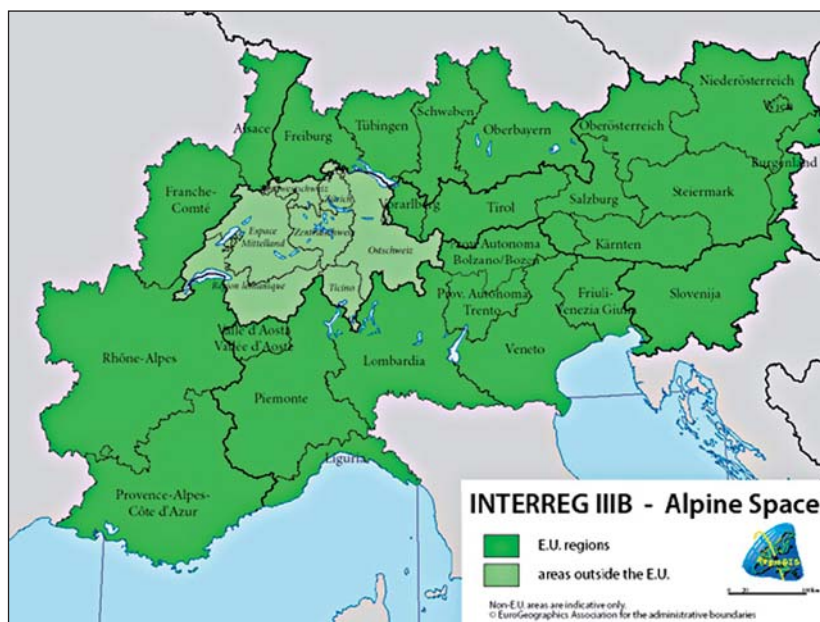 Niederösterreich
Wien
Schwaben
Tübingen
Oberbayern
Oberösterreich
Alsace
Freiburg
Burgenland
Franche-
Comté
Nordwestschweiz
Zürich
Vorarlberg
Tirol
Salzburg
Steiermark
Espace
Mittelland
Zentralschweiz
Ostschweiz
Prov. Autonoma
Bolzano/Bozen
Kärnten
Région lémanique
Ticino
Prov. Autonoma
Trento
Friuli-
Venezia Giulia
Slovenija
Valle d'Aosta
Vallée d'Aoste
Rhône-Alpes
Lombardia
Veneto
Piemonte
Liguria
Provence-Alpes-
Côte d'Azur
INTERREG IIIB - Alpine Space
E.U. regions
areas outside the E.U.
Non-E.U. areas are indicative only.
© EuroGeographics Association for the administrative boundaries